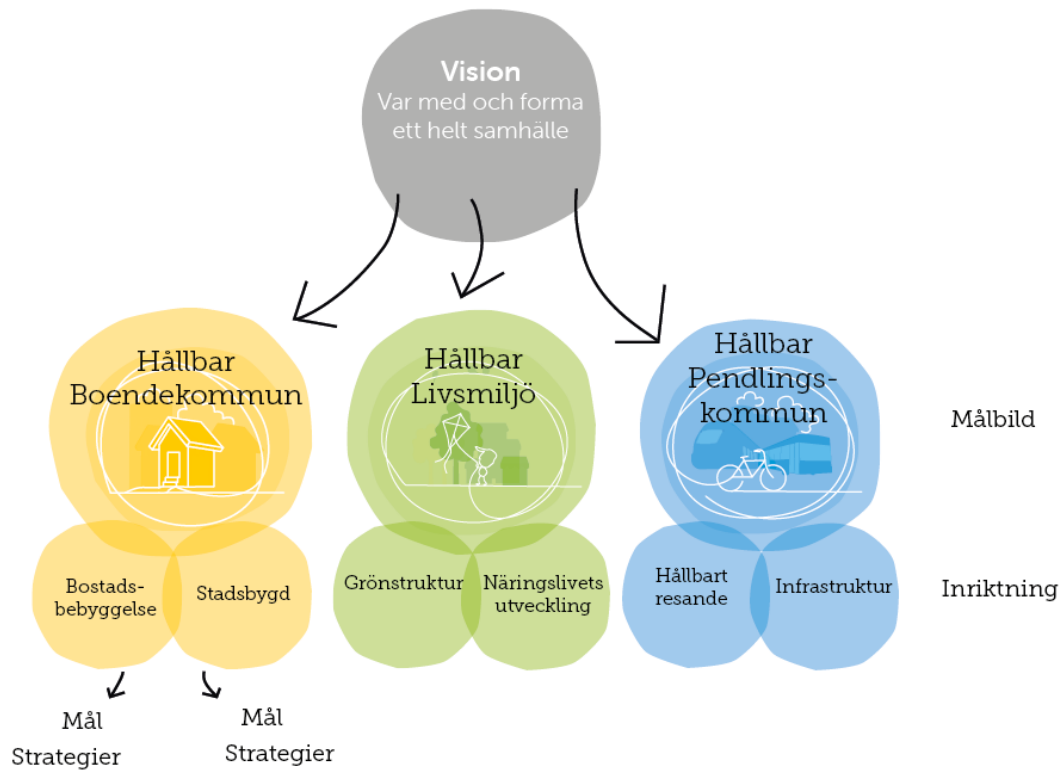 Vision
Var med och forma
ett helt samhälle
Hållbar
Boendekommun
Hållbar
Livsmiljö
Hållbar
Pendlings-
kommun
Målbild
Bostads-
bebyggelse
Stadsbygd
Grönstruktur
Näringslivets
utveckling
Hållbart
resande
Infrastruktur
Inriktning
Mål
Strategier
Mål
Strategier